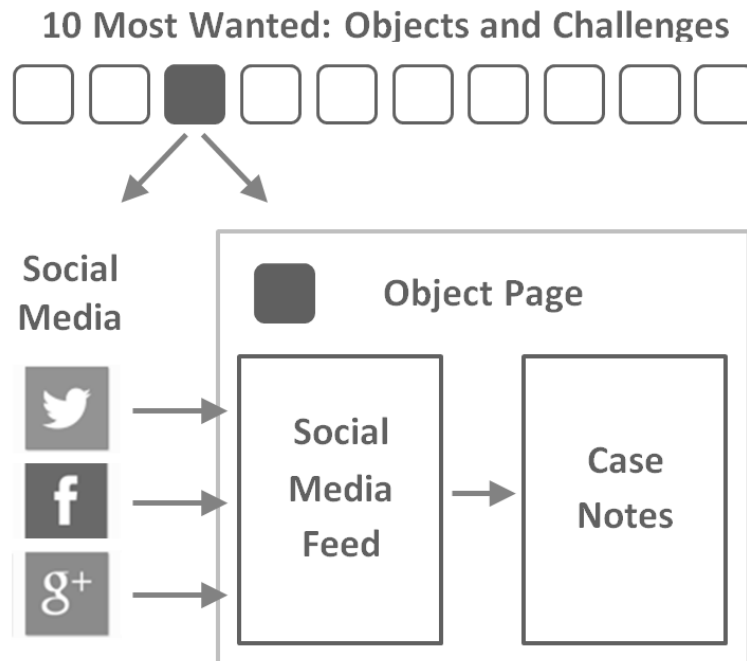 10 Most Wanted: Objects and Challenges
Social
Media
Object Page
f
g+
Social
Media
Feed
Case
Notes